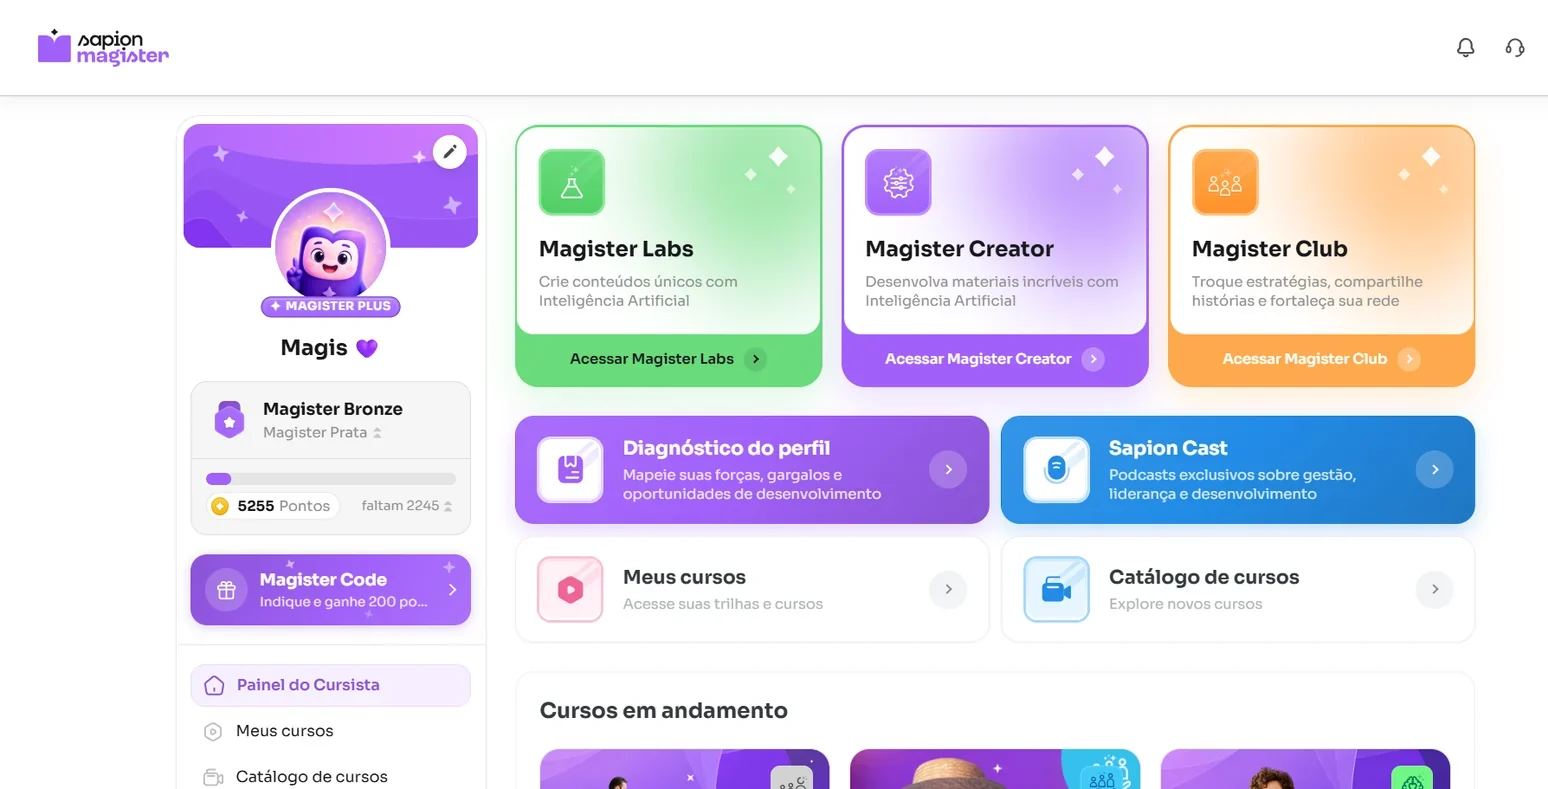 sapion
magister
MAGISTER PLUS
Magis
Magister Bronze
Magister Prata
5255 Pontos
faltam 2245
Magister Code
Indique e ganhe 200 po...
Painel do Cursista
Meus cursos
Catálogo de cursos
Magister Labs
Crie conteúdos únicos com
Inteligência Artificial
Acessar Magister Labs
Magister Creator
Desenvolva materiais incríveis com
Inteligência Artificial
Acessar Magister Creator
Magister Club
Troque estratégias, compartilhe
histórias e fortaleça sua rede
Acessar Magister Club
Diagnóstico do perfil
Mapeie suas forças, gargalos e
oportunidades de desenvolvimento
Sapion Cast
Podcasts exclusivos sobre gestão,
liderança e desenvolvimento
Meus cursos
Acesse suas trilhas e cursos
Catálogo de cursos
Explore novos cursos
Cursos em andamento